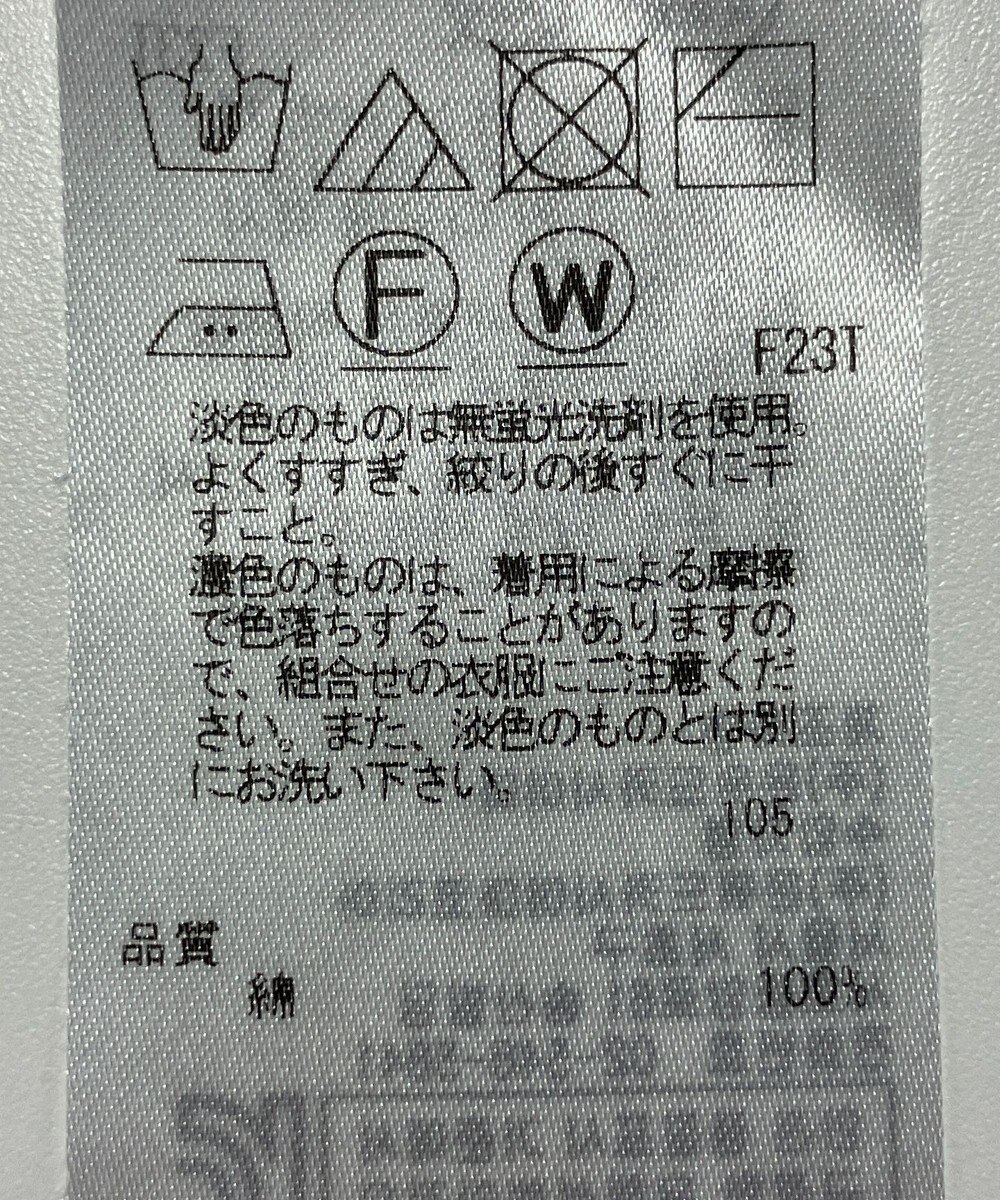 F W
F23T
淡色のものは無蛍光洗剤を使用。
よくすすぎ、絞りの後すぐに干
すこと。
濃色のものは、着用による摩擦
で色落ちすることがありますの
で、組合せの衣服にご注意くだ
さい。また、淡色のものとは別
にお洗い下さい。
105
品質
綿 100%